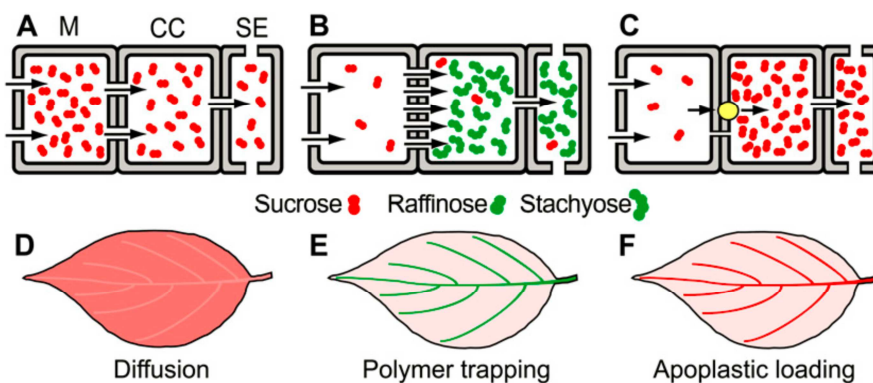 A M CC SE B C
Sucrose Raffinose Stachyose
D E F
Diffusion Polymer trapping Apoplastic loading